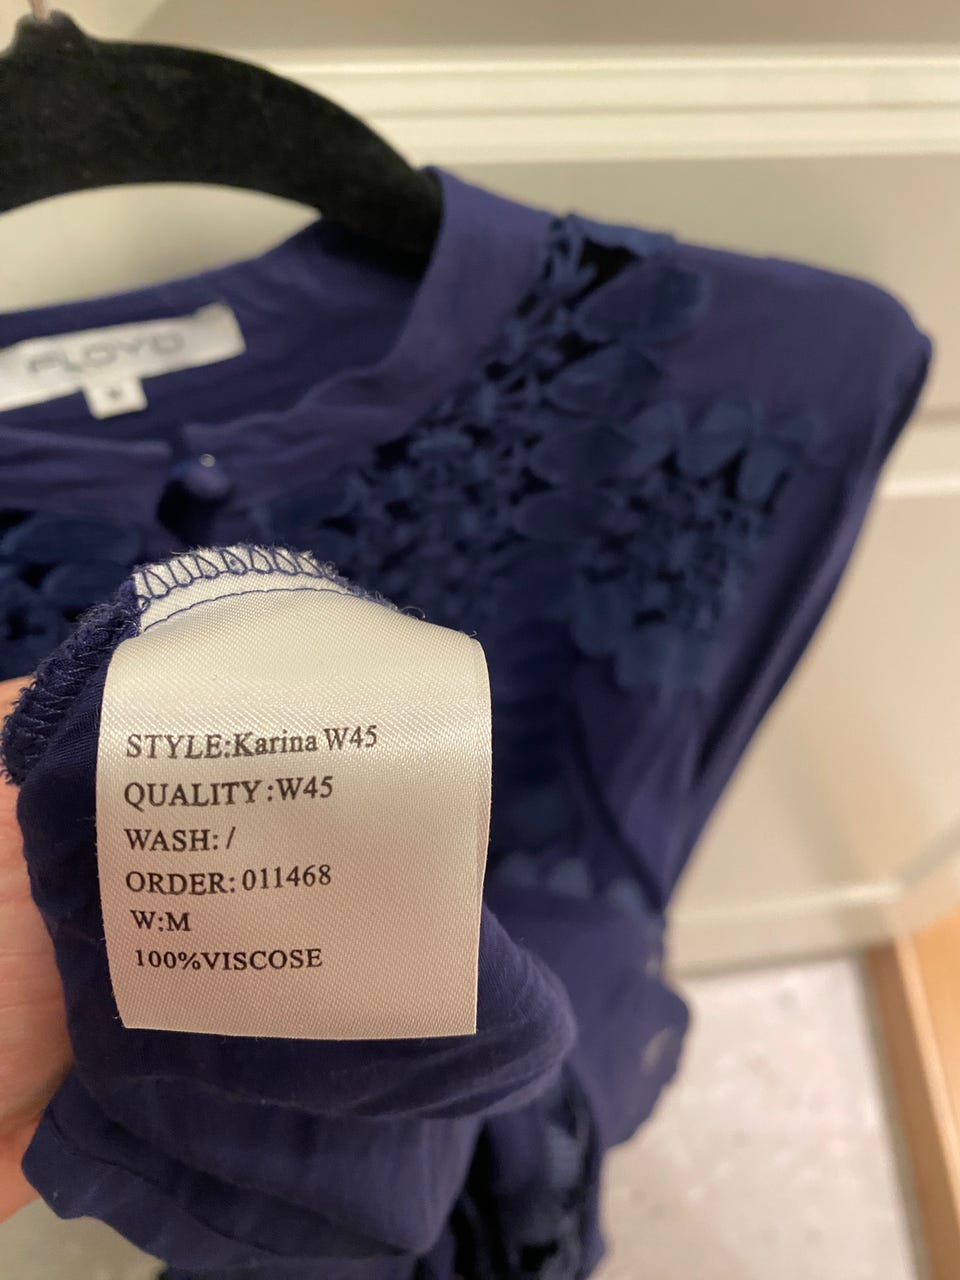 FLOYD
STYLE:Karina W45
QUALITY:W45
WASH: /
ORDER: 011468
W:M
100%VISCOSE